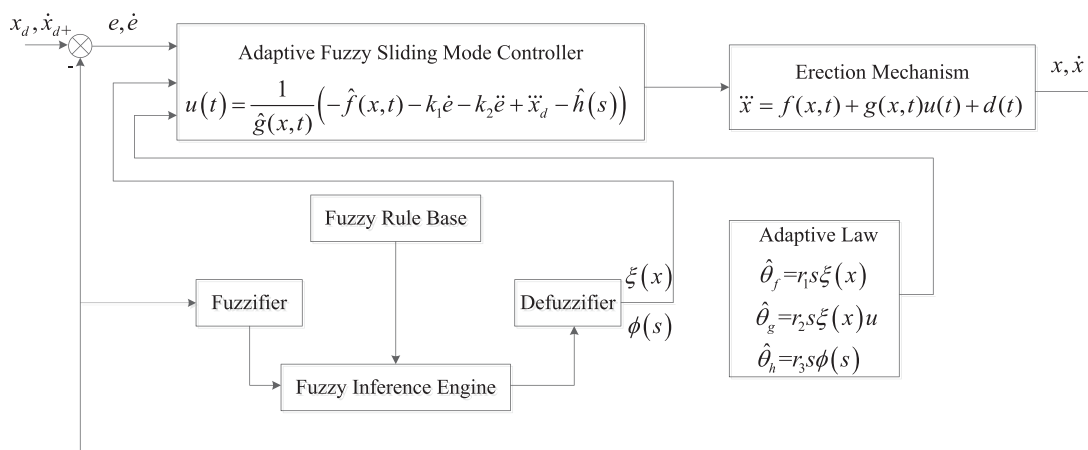 x_d, ẋ_d+
-
e, ė
Adaptive Fuzzy Sliding Mode Controller
u(t) = 1/ĝ(x,t) (-f̂(x,t) - k₁ė - k₂ë + x⃛_d - ĥ(s))
Erection Mechanism
x⃛ = f(x,t) + g(x,t)u(t) + d(t)
x, ẋ
Fuzzy Rule Base
Adaptive Law
θ̂_f=r₁sξ(x)
θ̂_g=r₂sξ(x)u
θ̂_h=r₃sϕ(s)
Fuzzifier
Defuzzifier
ξ(x)
ϕ(s)
Fuzzy Inference Engine